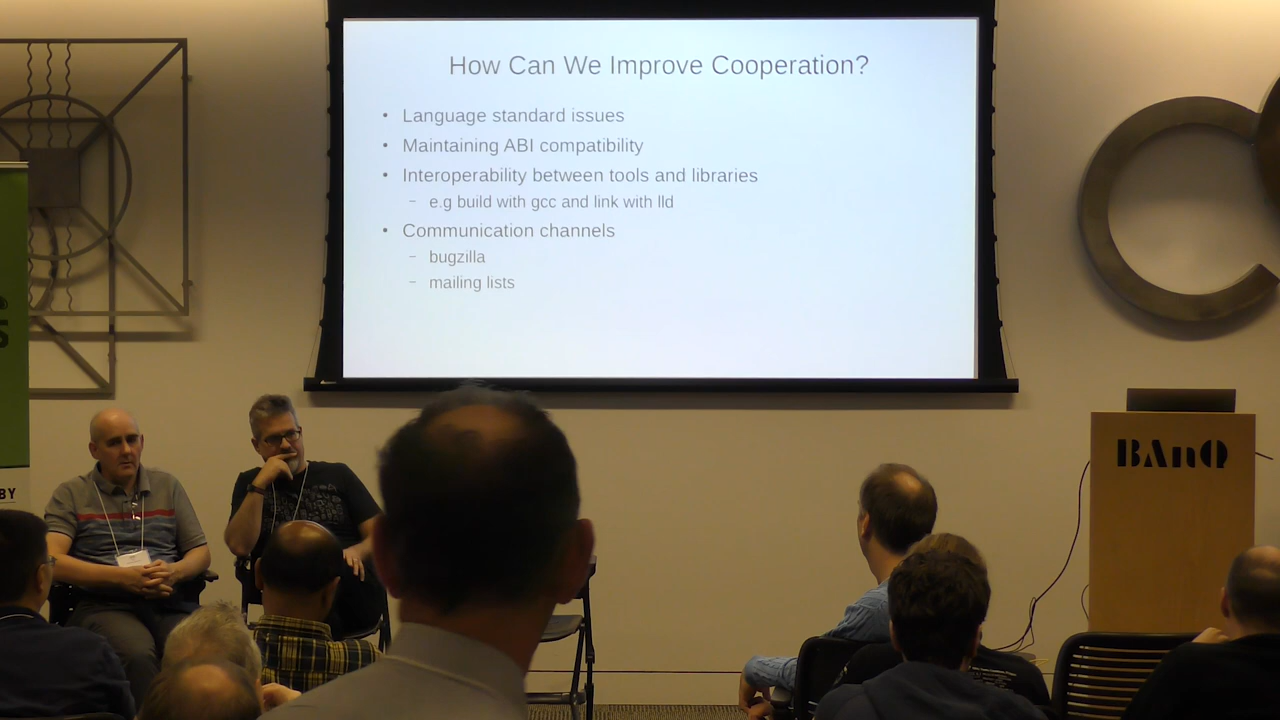 How Can We Improve Cooperation?
• Language standard issues
• Maintaining ABI compatibility
• Interoperability between tools and libraries
– e.g build with gcc and link with lld
• Communication channels
– bugzilla
– mailing lists
BAnQ
S
BY